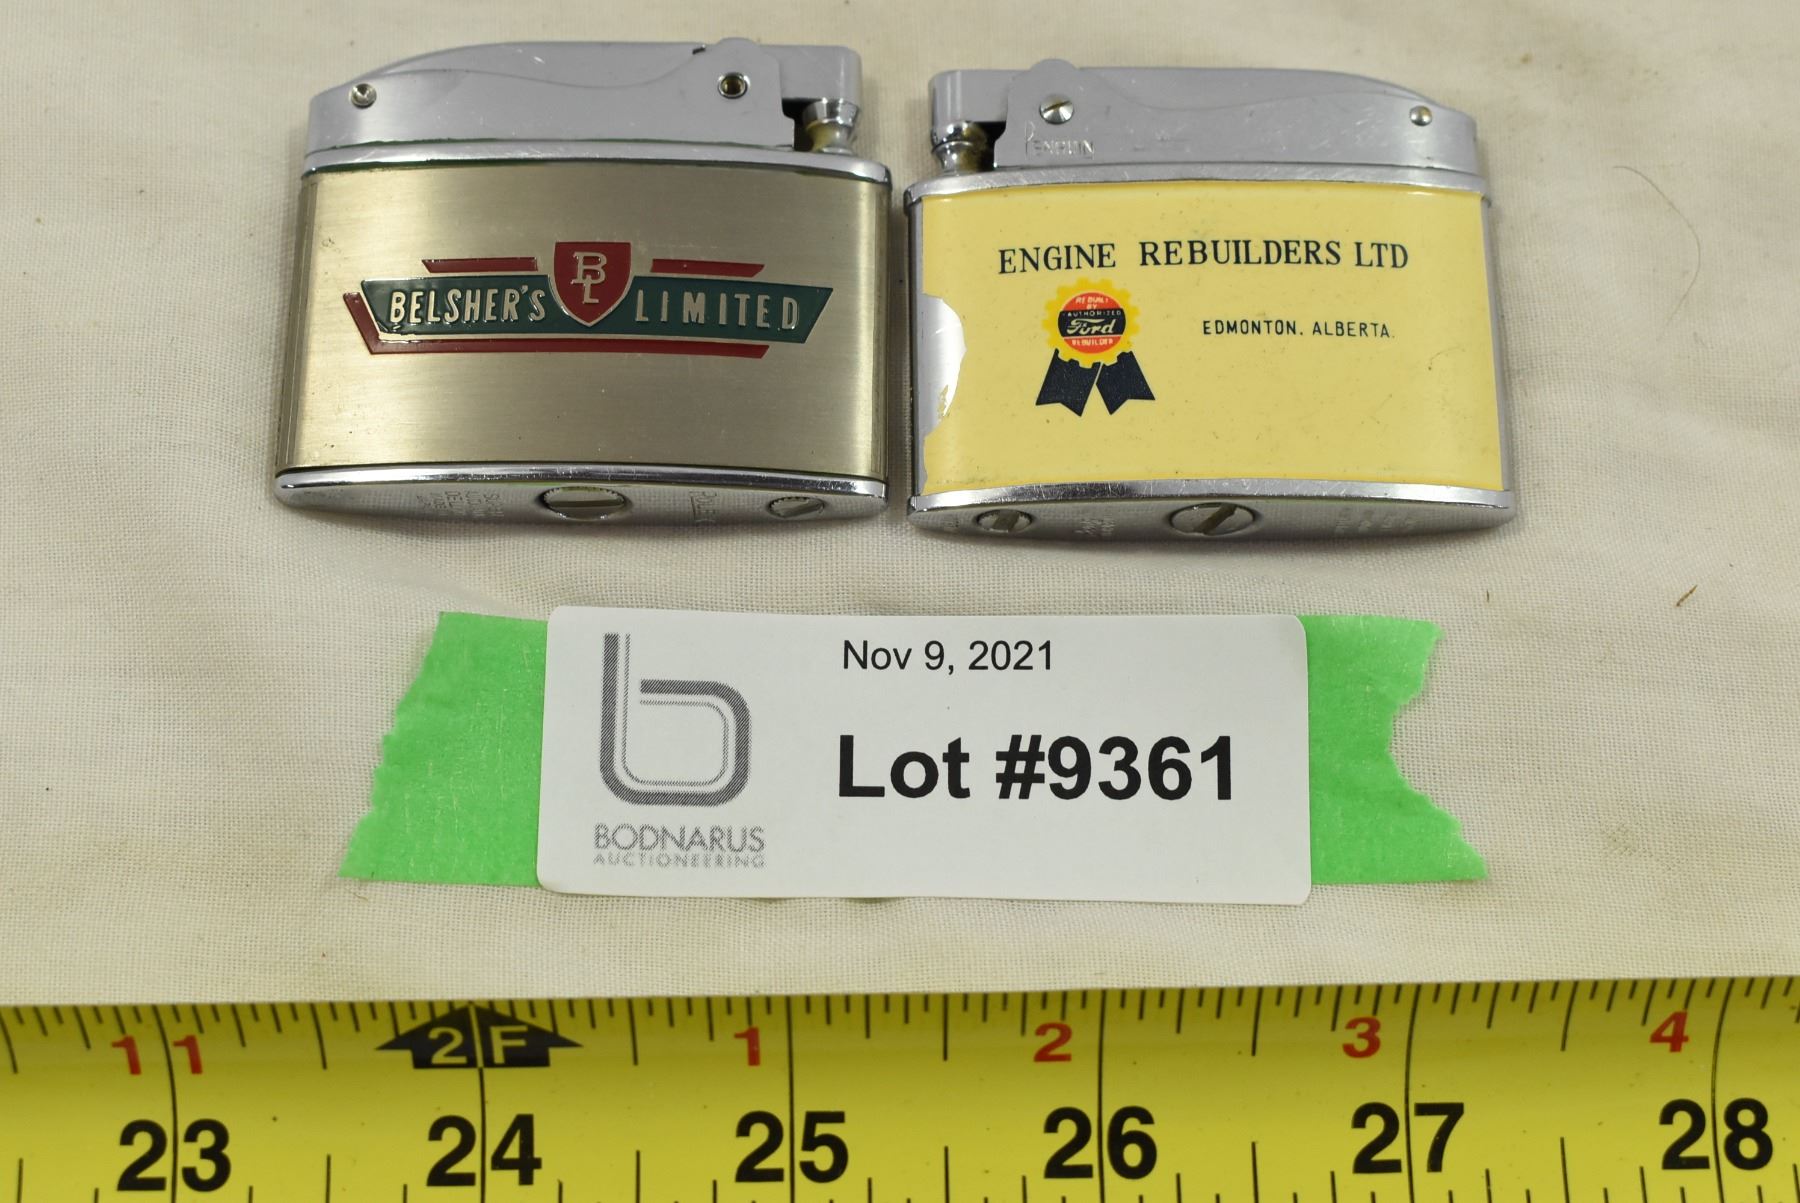 BL
BELSHER'S LIMITED
PENGUIN
ENGINE REBUILDERS LTD
REBUILT
BY
AUTHORIZED
Ford
REBUILDER
EDMONTON, ALBERTA.
Nov 9, 2021
Lot #9361
b
BODNARUS
AUCTIONEERING
11 2F 1 2 3 4
23 24 25 26 27 28